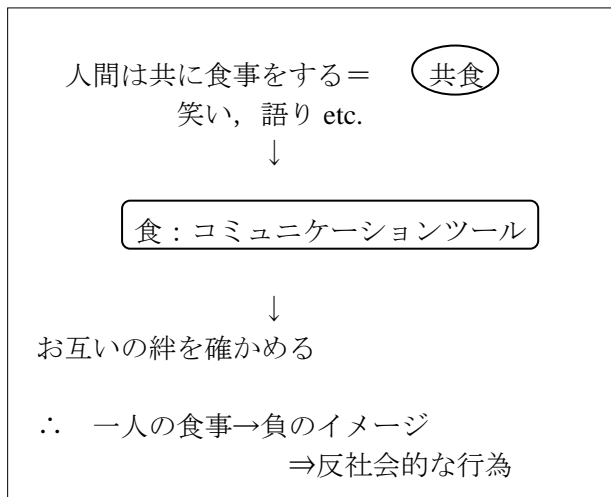 人間は共に食事をする＝　共食
笑い，語り etc.
↓
食：コミュニケーションツール
↓
お互いの絆を確かめる
∴　一人の食事→負のイメージ
⇒反社会的な行為